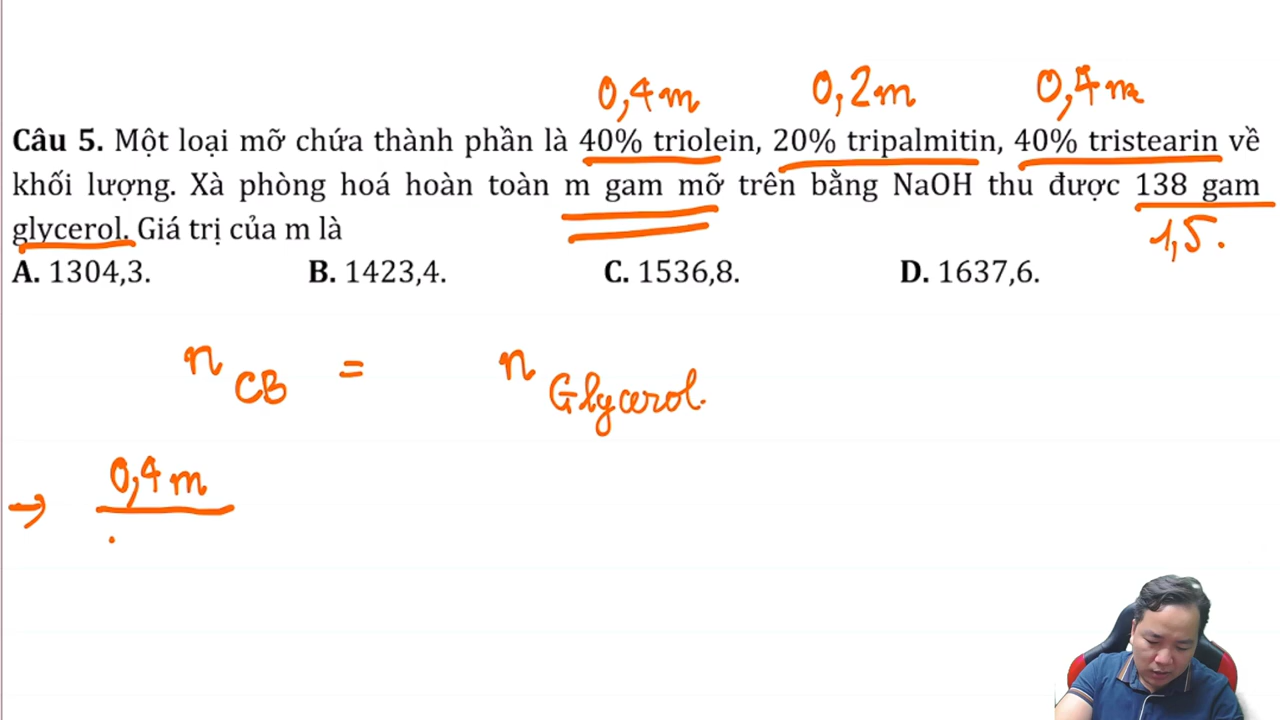 0,4m 0,2m 0,4m
Câu 5. Một loại mỡ chứa thành phần là 40% triolein, 20% tripalmitin, 40% tristearin về
khối lượng. Xà phòng hoá hoàn toàn m gam mỡ trên bằng NaOH thu được 138 gam
glycerol. Giá trị của m là
1,5.
A. 1304,3. B. 1423,4. C. 1536,8. D. 1637,6.
n CB = n Glycerol.
→ 0,4m